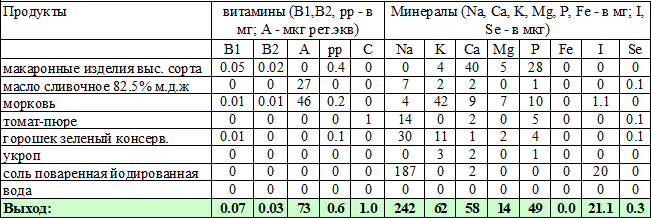 Продукты витамины (B1,B2, pp - в мг; A - мкг рет.экв) Минералы (Na, Ca, K, Mg, P, Fe - в мг; I, Se - в мкг)
B1 B2 A pp C Na K Ca Mg P Fe I Se
макаронные изделия выс. сорта 0.05 0.02 0 0.4 0 4 40 5 28 0 0 0
масло сливочное 82.5% м.д.ж 0 0 27 0 0 7 2 2 0 1 0 0 0.1
морковь 0.01 0.01 46 0.2 0 4 42 9 7 10 0 1.1 0
томат-пюре 0 0 0 0 1 14 0 2 0 5 0 0 0.1
горошек зеленый консерв. 0.01 0 0 0.1 0 30 11 1 2 4 0 0 0.1
укроп 0 0 0 0 0 0 3 2 0 1 0 0 0
соль поваренная йодированная 0 0 0 0 0 187 0 2 0 0 0 20 0
вода 0 0 0 0 0 0 0 0 0 0 0 0 0
Выход: 0.07 0.03 73 0.6 1.0 242 62 58 14 49 0.0 21.1 0.3